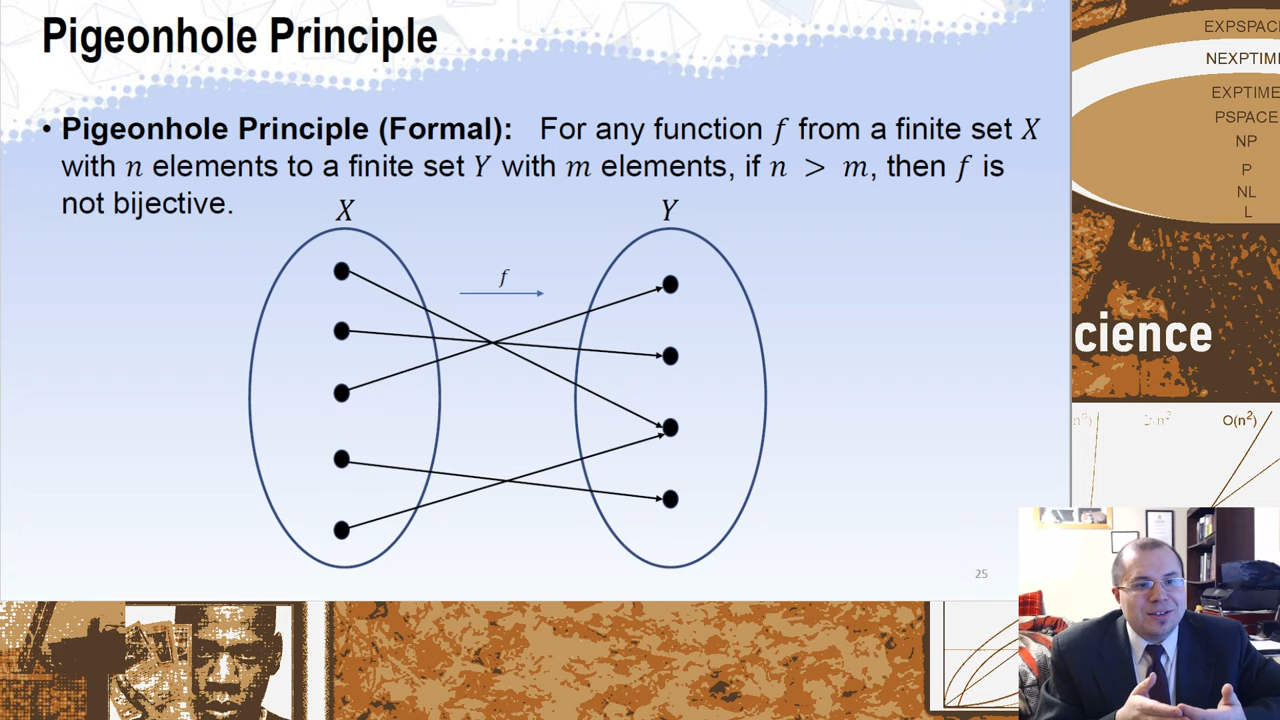 Pigeonhole Principle
• Pigeonhole Principle (Formal): For any function f from a finite set X
with n elements to a finite set Y with m elements, if n > m, then f is
not bijective.
X
Y
f
25
EXPSPAC
NEXPTIM
EXPTIME
PSPACE
NP
P
NL
L
cience
O(n²)